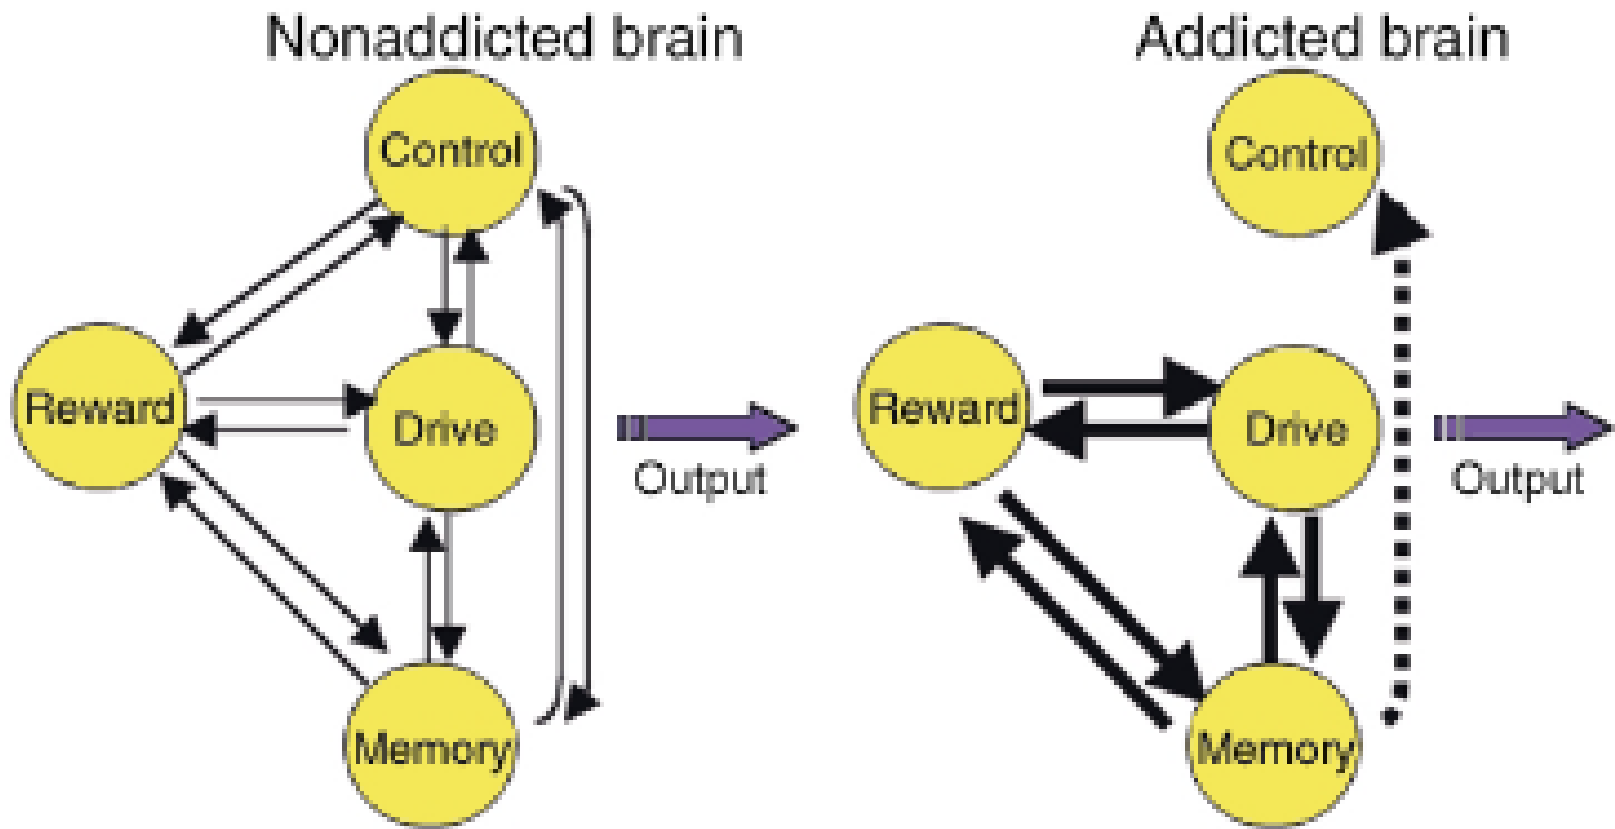 Nonaddicted brain
Control
Reward
Drive
Output
Memory
Addicted brain
Control
Reward
Drive
Output
Memory